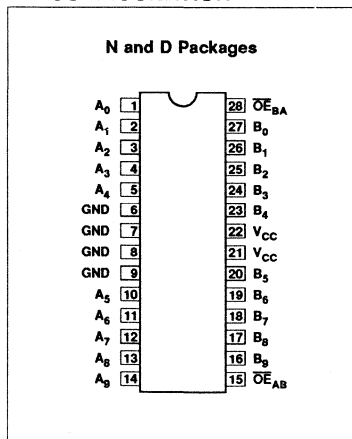 N and D Packages
A0 1 28 OEBA
A1 2 27 B0
A2 3 26 B1
A3 4 25 B2
A4 5 24 B3
GND 6 23 B4
GND 7 22 VCC
GND 8 21 VCC
GND 9 20 B5
A5 10 19 B6
A6 11 18 B7
A7 12 17 B8
A8 13 16 B9
A9 14 15 OEAB